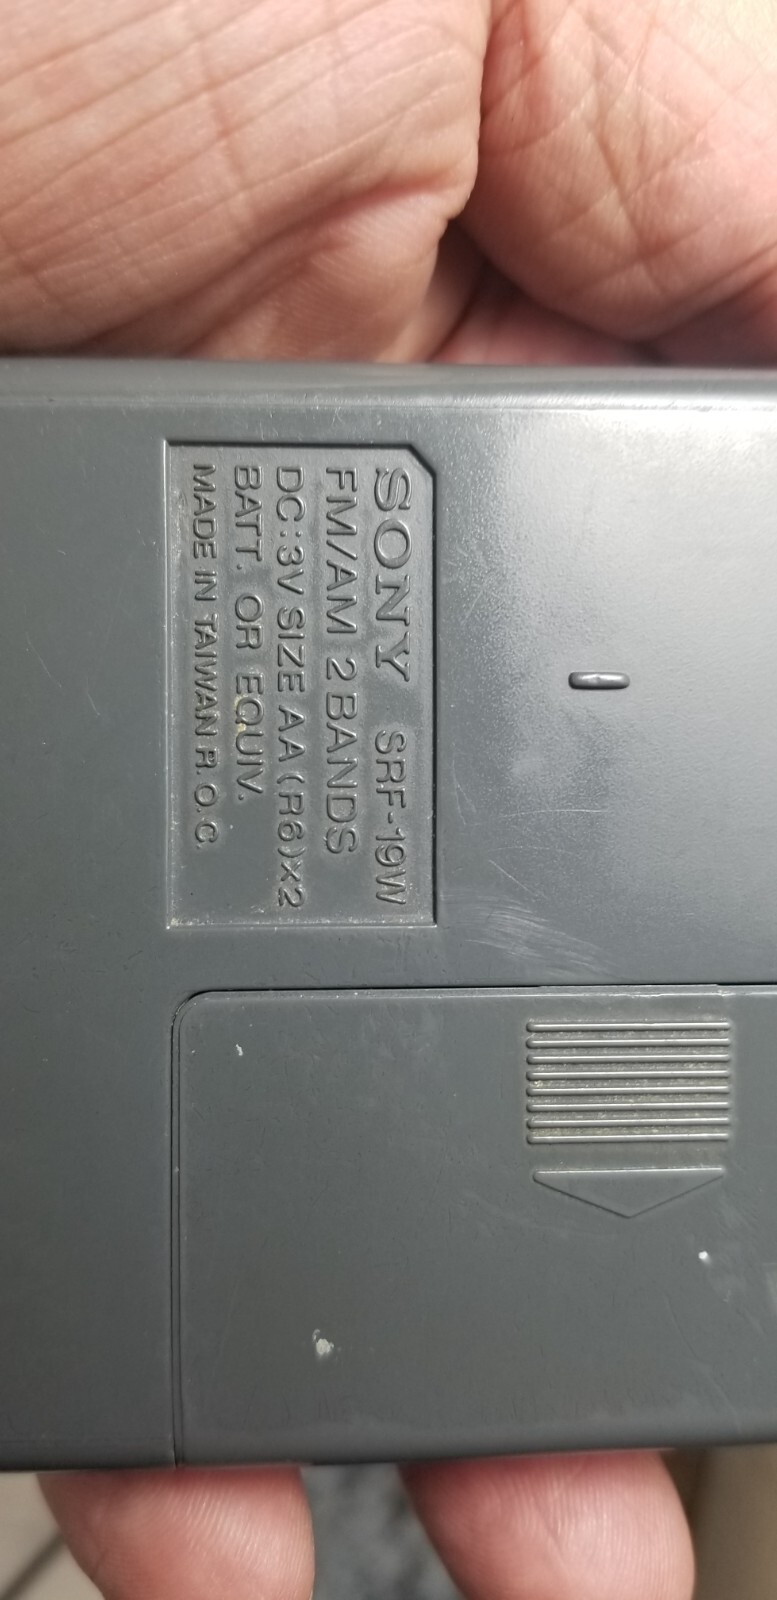 SONY SRF-19W
FM/AM 2 BANDS
DC:3V SIZE AA(R6)×2
BATT. OR EQUIV.
MADE IN TAIWAN R.O.C.